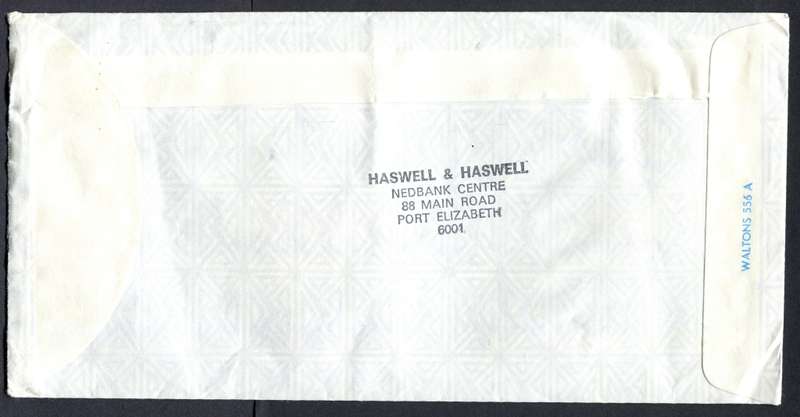 HASWELL & HASWELL
NEDBANK CENTRE
88 MAIN ROAD
PORT ELIZABETH
6001.
WALTONS 556 A